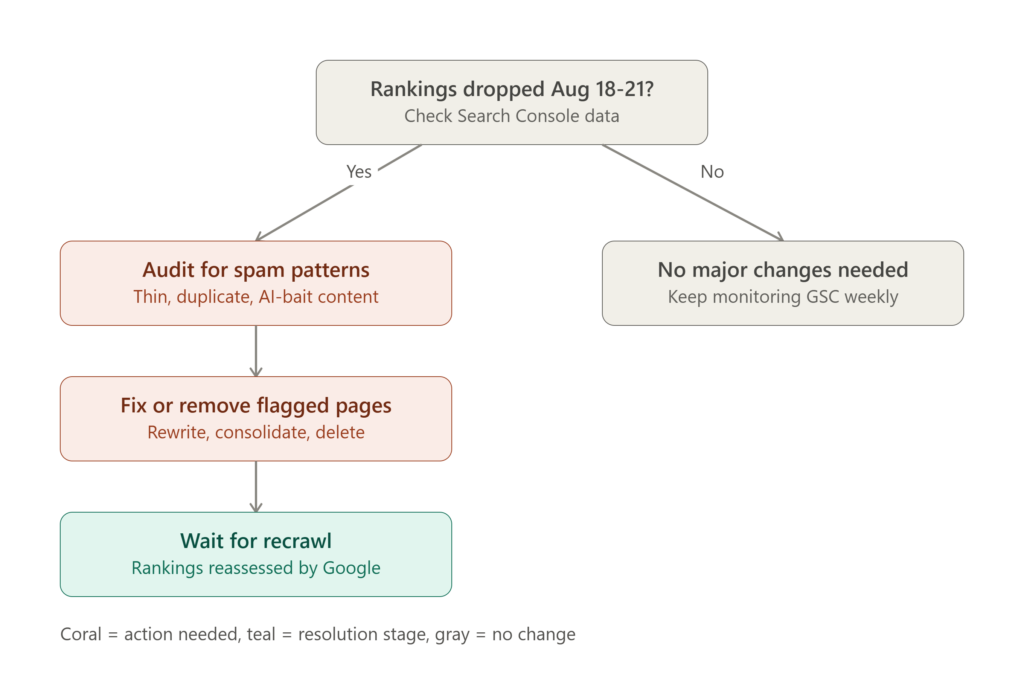 Rankings dropped Aug 18-21?
Check Search Console data
Yes
No
Audit for spam patterns
Thin, duplicate, AI-bait content
No major changes needed
Keep monitoring GSC weekly
Fix or remove flagged pages
Rewrite, consolidate, delete
Wait for recrawl
Rankings reassessed by Google
Coral = action needed, teal = resolution stage, gray = no change